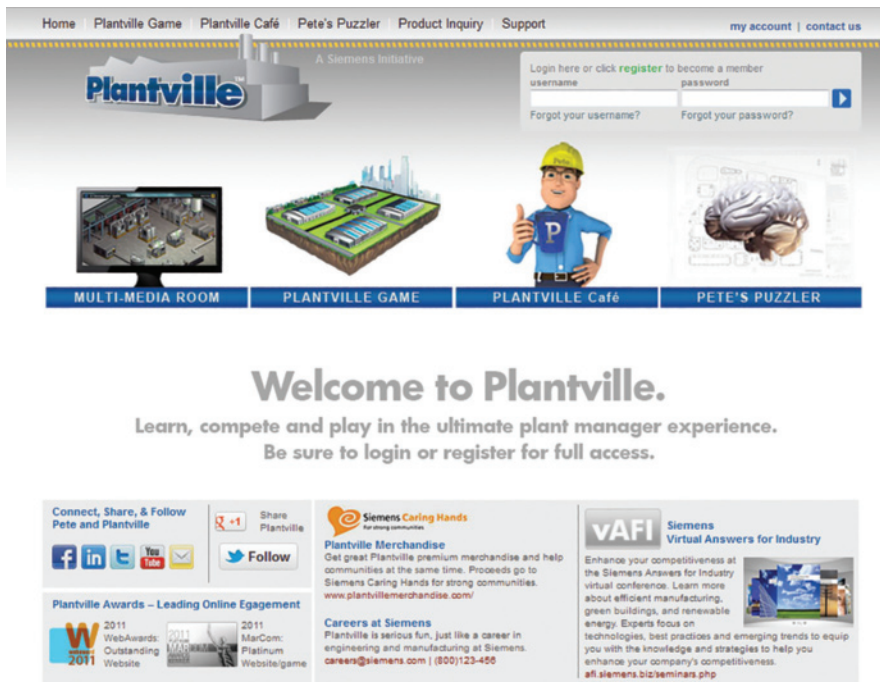 Home Plantville Game Plantville Café Pete's Puzzler Product Inquiry Support
my account | contact us
Plantville™
A Siemens Initiative
Login here or click register to become a member
username password
Forgot your username? Forgot your password?
Pete
P
MULTI-MEDIA ROOM PLANTVILLE GAME PLANTVILLE Café PETE'S PUZZLER
Welcome to Plantville.
Learn, compete and play in the ultimate plant manager experience.
Be sure to login or register for full access.
Connect, Share, & Follow
Pete and Plantville
f in t You Tube
g +1 Share
Plantville
Follow
Plantville Awards – Leading Online Egagement
W
2011
2011
WebAwards:
Outstanding
Website
2011
MAR
2011
MarCom:
Platinum
Website/game
Siemens Caring Hands
For strong communities
Plantville Merchandise
Get great Plantville premium merchandise and help
communities at the same time. Proceeds go to
Siemens Caring Hands for strong communities.
www.plantvillemerchandise.com/
Careers at Siemens
Plantville is serious fun, just like a career in
engineering and manufacturing at Siemens.
careers@siemens.com | (800)123-456
vAFI
Siemens
Virtual Answers for Industry
Enhance your competitiveness at
the Siemens Answers for Industry
virtual conference. Learn more
about efficient manufacturing,
green buildings, and renewable
energy. Experts focus on
technologies, best practices and emerging trends to equip
you with the knowledge and strategies to help you
enhance your company's competitiveness.
afi.siemens.biz/seminars.php